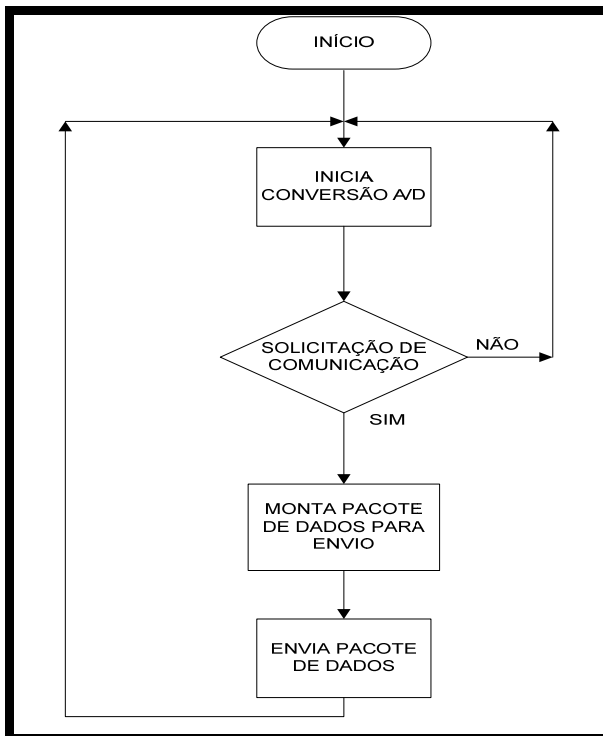 INÍCIO
INICIA
CONVERSÃO A/D
SOLICITAÇÃO DE
COMUNICAÇÃO
NÃO
SIM
MONTA PACOTE
DE DADOS PARA
ENVIO
ENVIA PACOTE
DE DADOS